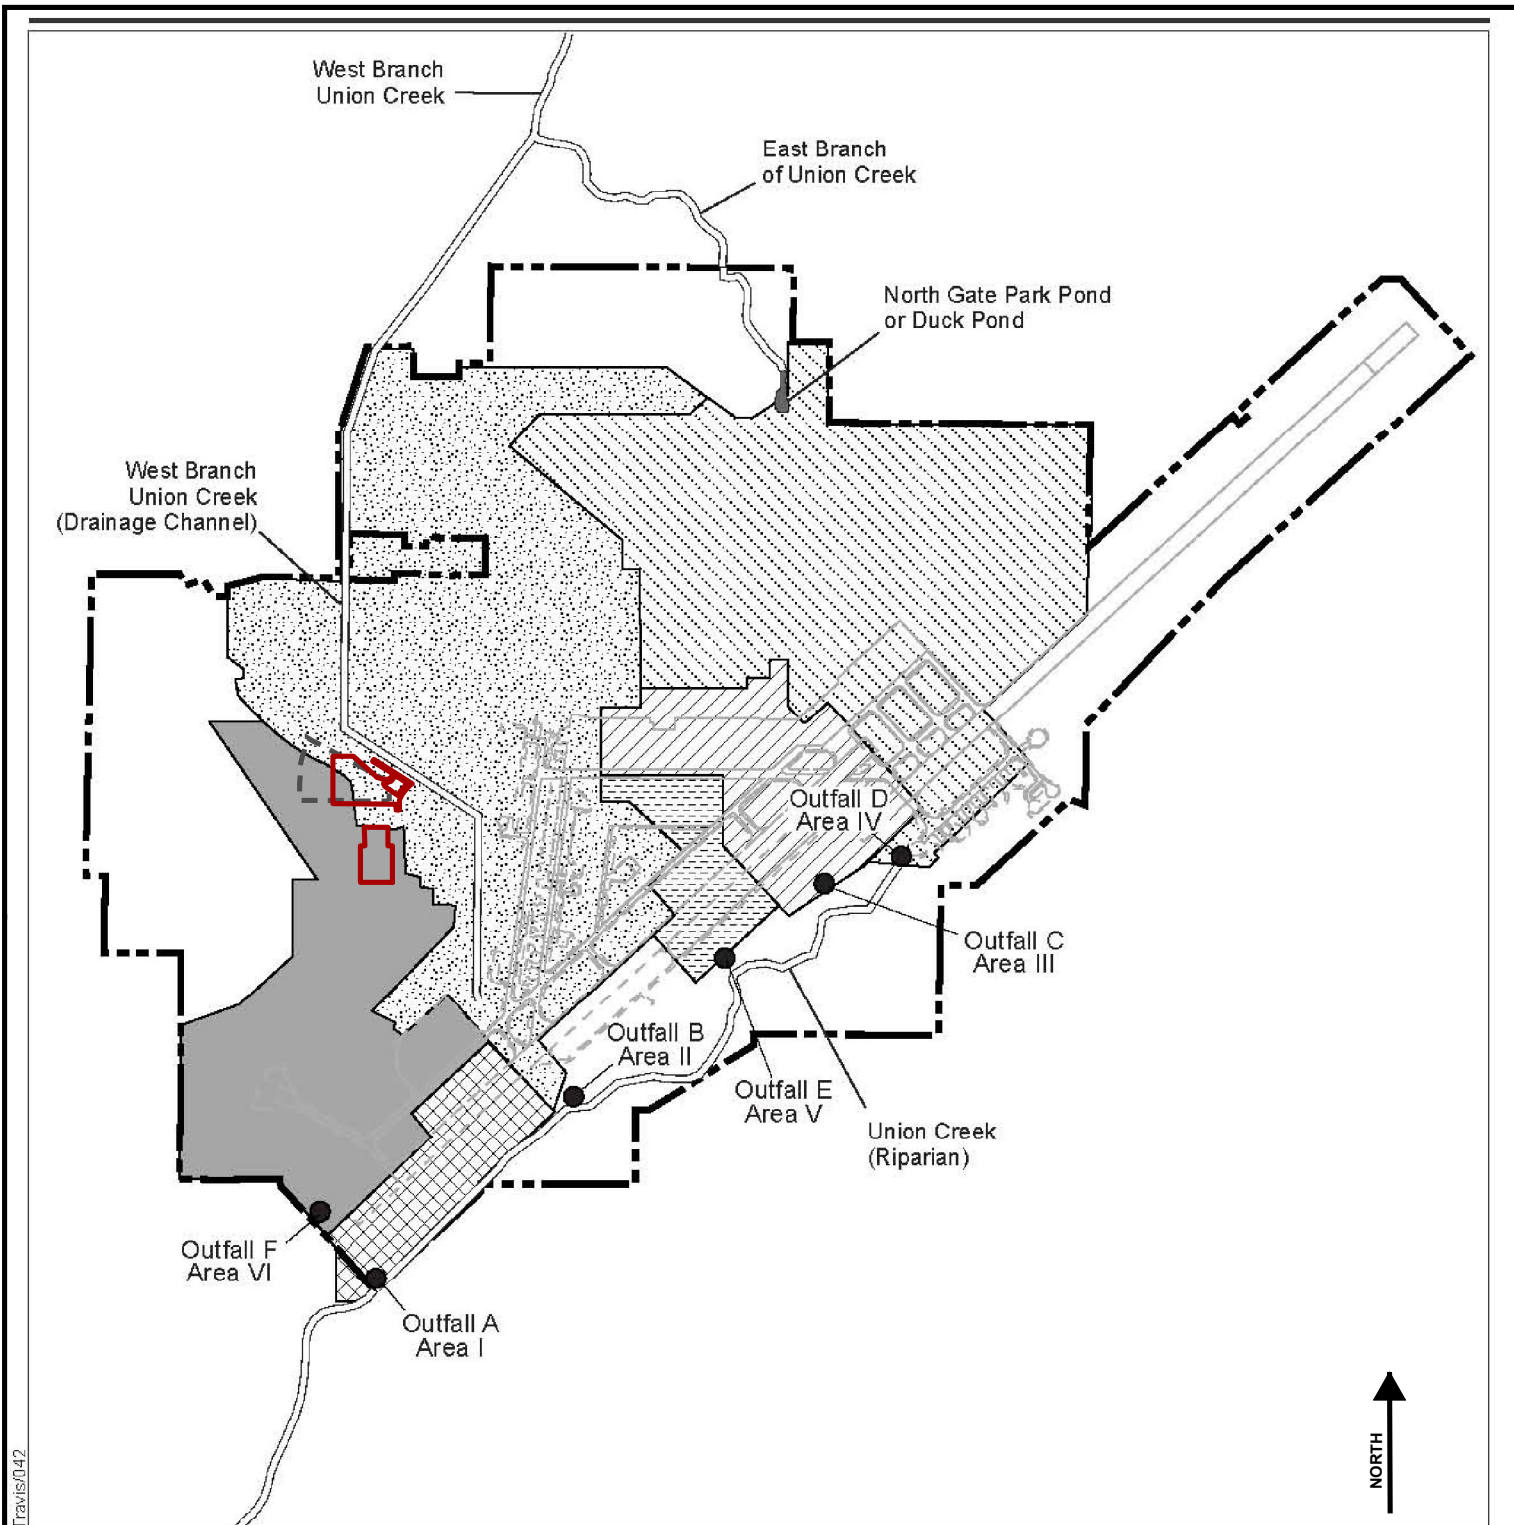 West Branch
Union Creek
East Branch
of Union Creek
North Gate Park Pond
or Duck Pond
West Branch
Union Creek
(Drainage Channel)
Outfall D
Area IV
Outfall C
Area III
Outfall B
Area II
Outfall E
Area V
Union Creek
(Riparian)
Outfall F
Area VI
Outfall A
Area I
NORTH
Travis/042